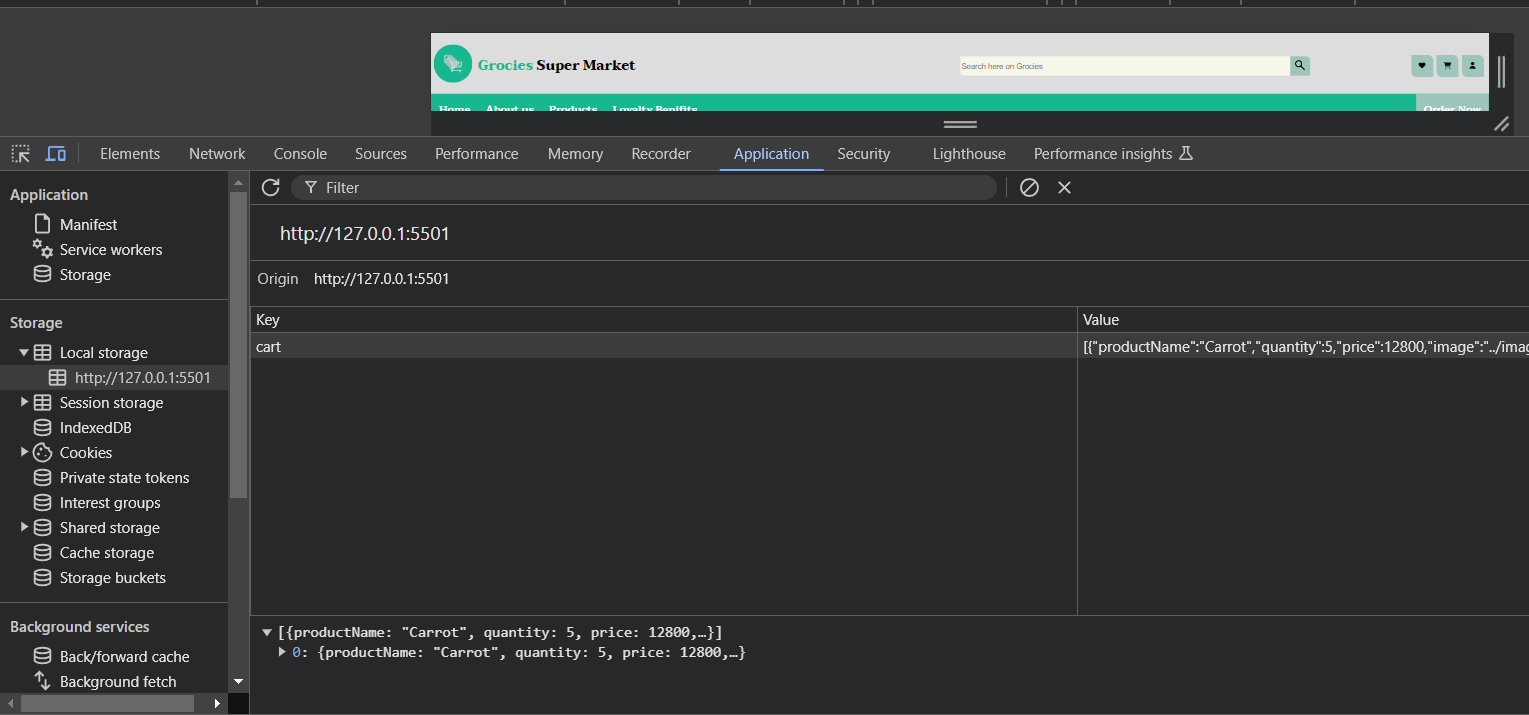 Grocies Super Market
Search here on Grocies
Home About us Products Loyalty Benifits Order Now
Elements Network Console Sources Performance Memory Recorder Application Security Lighthouse Performance insights
Application
Manifest
Service workers
Storage
Storage
Local storage
http://127.0.0.1:5501
Session storage
IndexedDB
Cookies
Private state tokens
Interest groups
Shared storage
Cache storage
Storage buckets
Background services
Back/forward cache
Background fetch
Filter
http://127.0.0.1:5501
Origin http://127.0.0.1:5501
Key Value
cart [{"productName":"Carrot","quantity":5,"price":12800,"image":"../imag
[{productName: "Carrot", quantity: 5, price: 12800,…}]
0: {productName: "Carrot", quantity: 5, price: 12800,…}